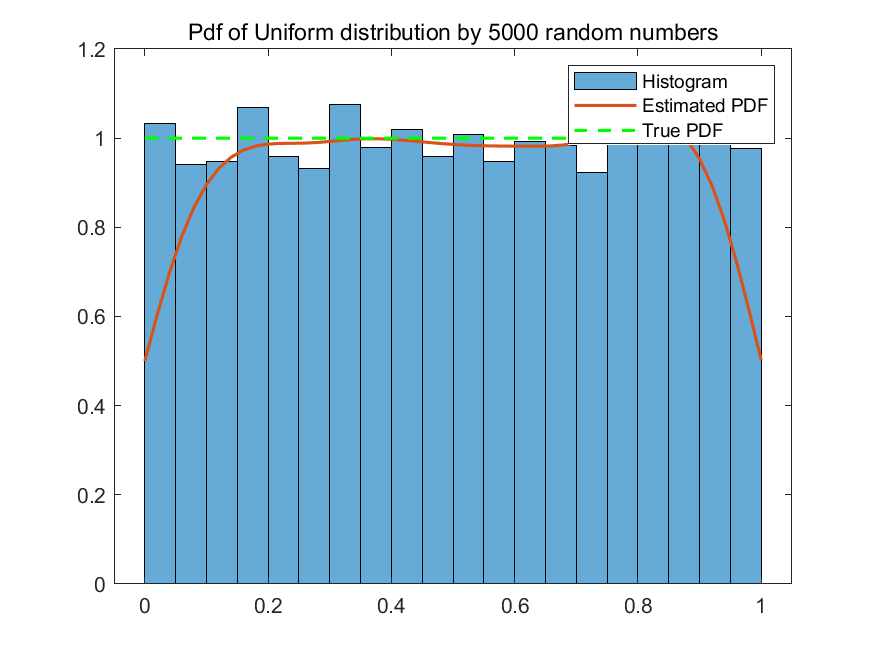 Pdf of Uniform distribution by 5000 random numbers
1.2
1
0.8
0.6
0.4
0.2
0
Histogram
Estimated PDF
True PDF
0 0.2 0.4 0.6 0.8 1